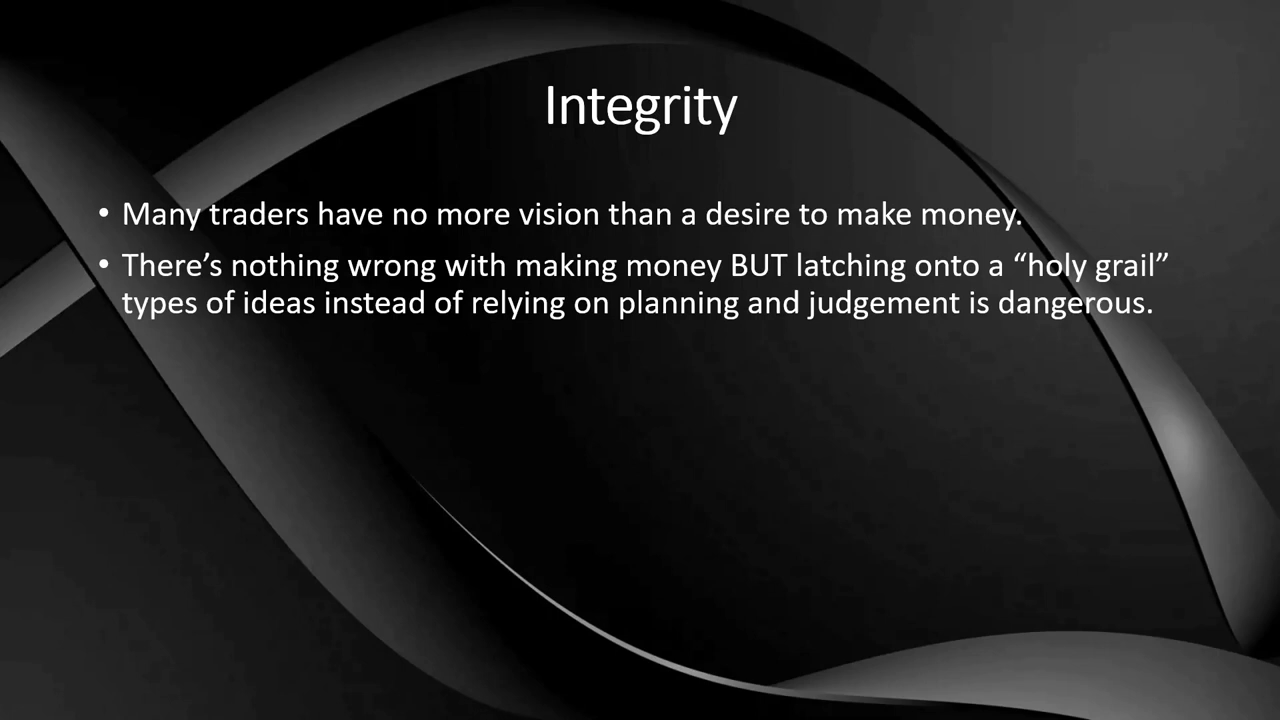 Integrity
• Many traders have no more vision than a desire to make money.
• There’s nothing wrong with making money BUT latching onto a “holy grail”
types of ideas instead of relying on planning and judgement is dangerous.